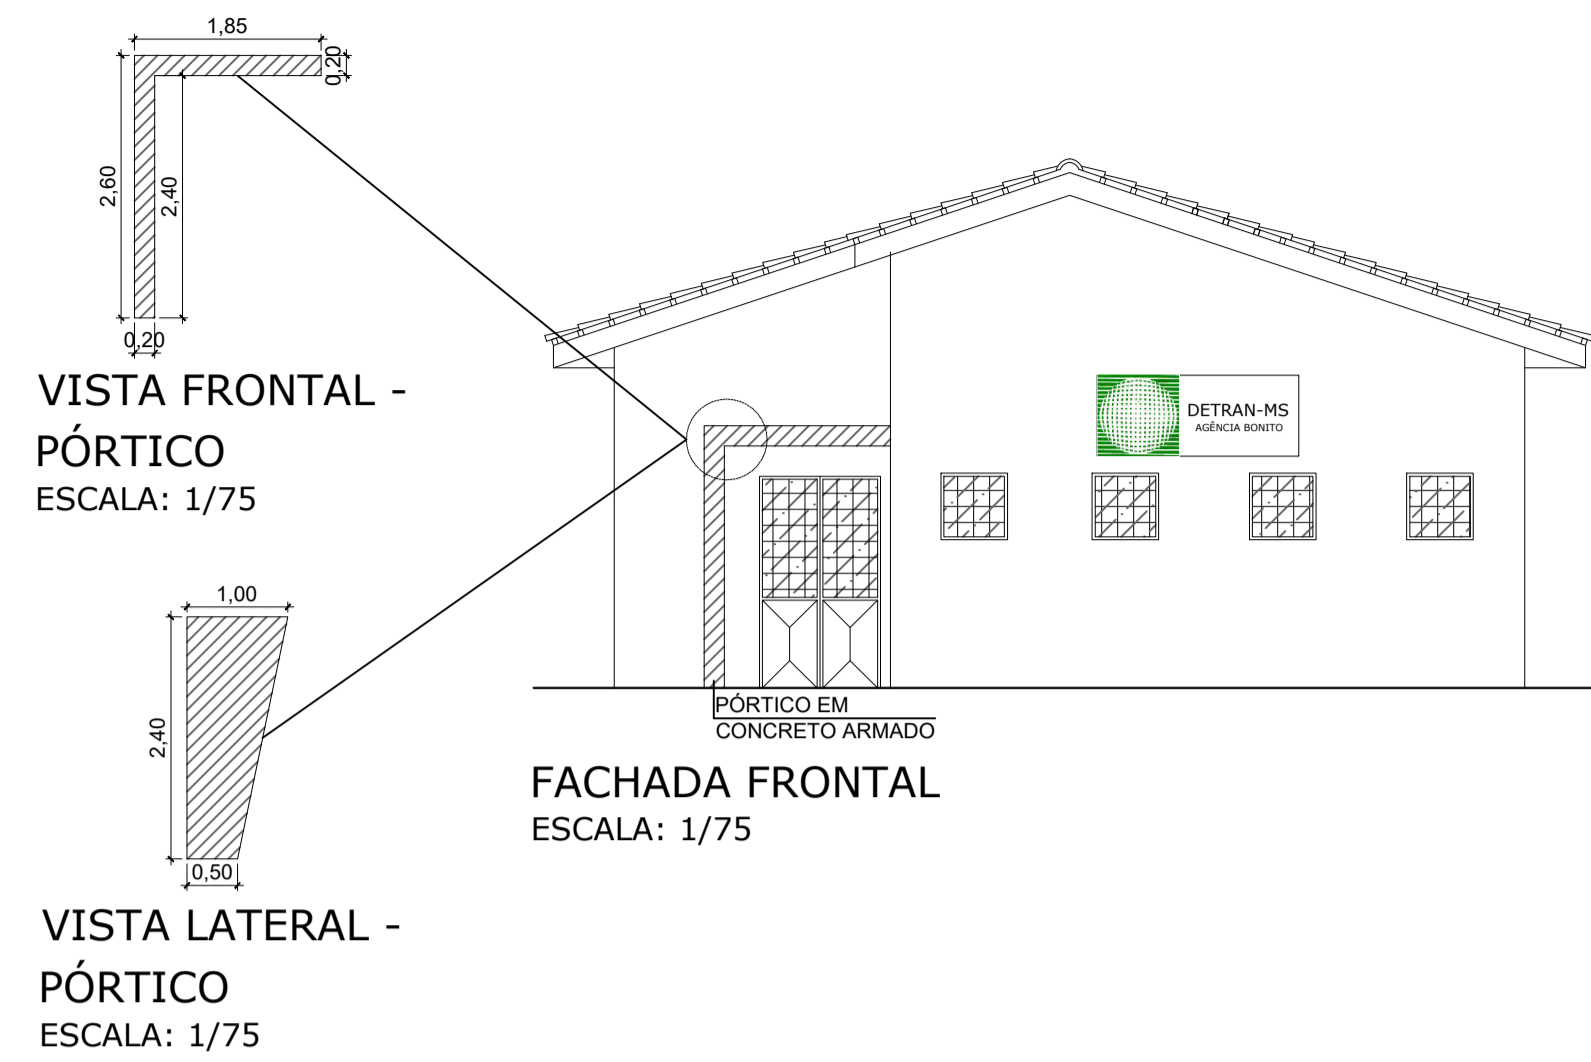 1,85
0,20
2,60
2,40
0,20
VISTA FRONTAL -
PÓRTICO
ESCALA: 1/75
DETRAN-MS
AGÊNCIA BONITO
1,00
2,40
0,50
VISTA LATERAL -
PÓRTICO
ESCALA: 1/75
PÓRTICO EM
CONCRETO ARMADO
FACHADA FRONTAL
ESCALA: 1/75